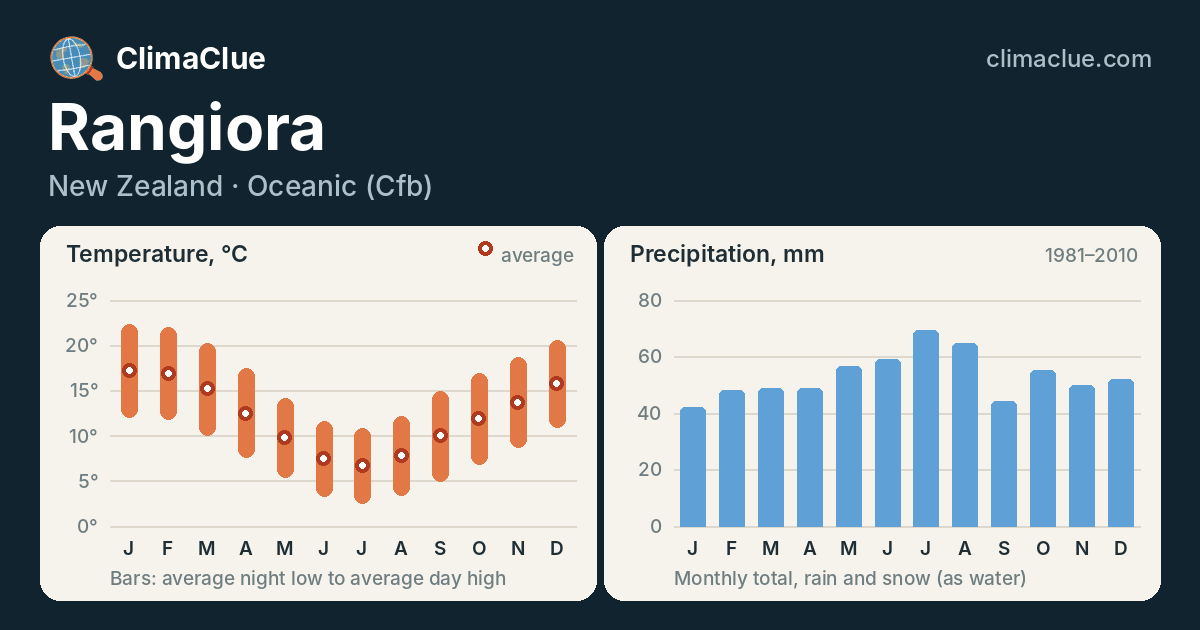 ClimaClue
climaclue.com
Rangiora
New Zealand · Oceanic (Cfb)
Temperature, °C
average
25°
20°
15°
10°
5°
0°
J F M A M J J A S O N D
Bars: average night low to average day high
Precipitation, mm
1981–2010
80
60
40
20
0
J F M A M J J A S O N D
Monthly total, rain and snow (as water)